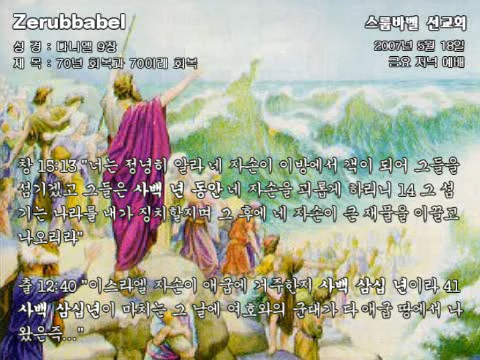 Zerubbabel
스룹바벨 선교회
성 경 : 다니엘 9장
2007년 5월 18일
제 목 : 70년 회복과 70이레 회복
금요 저녁 예배
창 15:13 "너는 정녕히 알라 네 자손이 이방에서 객이 되어 그들을
섬기겠고 그들은 사백 년 동안 네 자손을 괴롭게 하리니 14 그 섬
기는 나라를 내가 징치할지며 그 후에 네 자손이 큰 재물을 이끌고
나오리라"
출 12:40 "이스라엘 자손이 애굽에 거주한지 사백 삼십 년이라 41
사백 삼십년이 마치는 그 날에 여호와의 군대가 다 애굽 땅에서 나
왔은즉..."